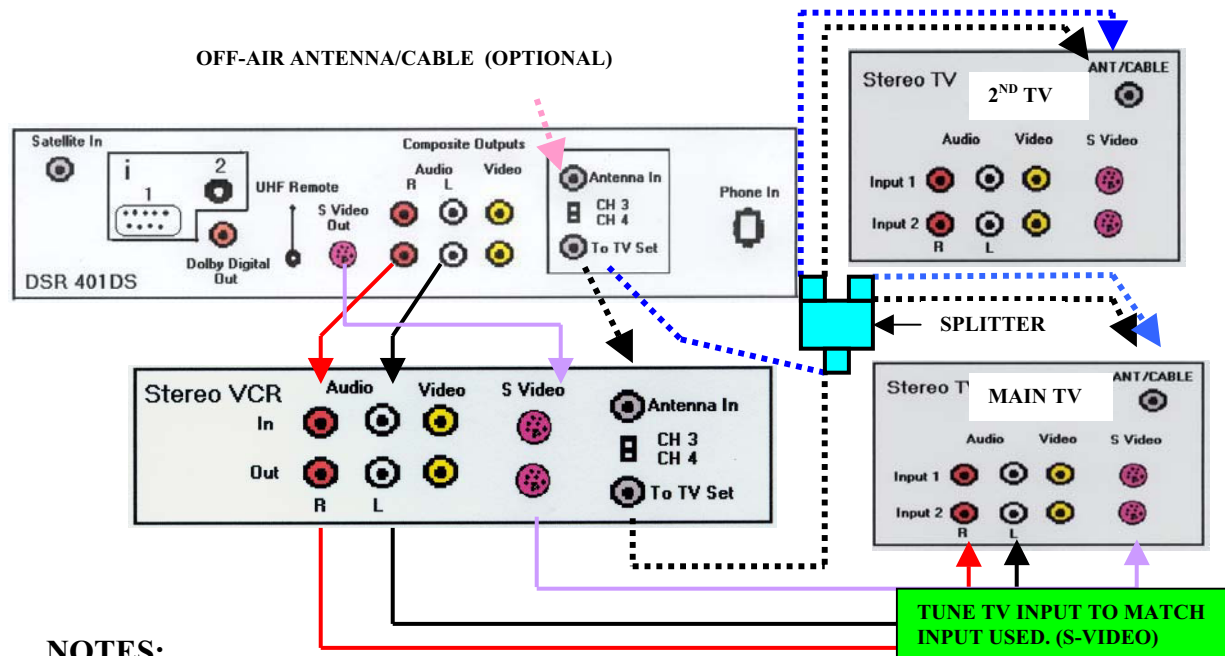 OFF-AIR ANTENNA/CABLE (OPTIONAL)
Satellite In
i
1
2
UHF Remote
Dolby Digital
Out
S Video
Out
Composite Outputs
Audio
R L
Video
Antenna In
CH 3
CH 4
To TV Set
Phone In
DSR 401DS
Stereo TV
2ND TV
ANT/CABLE
Audio Video S Video
Input 1
Input 2
R L
SPLITTER
Stereo VCR
Audio Video S Video
In
Out
R L
Antenna In
CH 3
CH 4
To TV Set
Stereo T
MAIN TV
ANT/CABLE
Audio Video S Video
Input 1
Input 2
R L
TUNE TV INPUT TO MATCH
INPUT USED. (S-VIDEO)
NOTES: